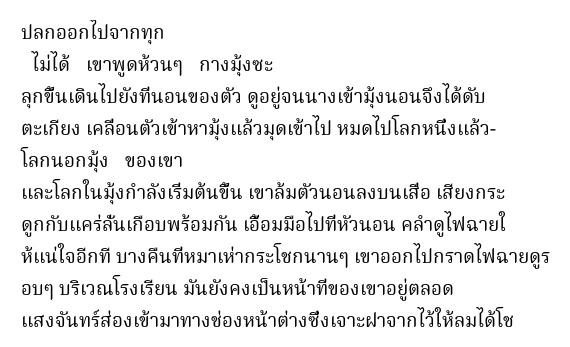 ปลกออกไปจากทุก
ไม่ได้ เขาพูดห้วนๆ กางมุ้งซะ
ลุกขึ้นเดินไปยังที่นอนของตัว ดูอยู่จนนางเข้ามุ้งนอนจึงได้ดับ
ตะเกียง เคลื่อนตัวเข้าหามุ้งแล้วมุดเข้าไป หมดไปโลกหนึ่งแล้ว-
โลกนอกมุ้ง ของเขา
และโลกในมุ้งกำลังเริ่มต้นขึ้น เขาล้มตัวนอนลงบนเสื่อ เสียงกระ
ดูกกับแคร่ลั่นเกือบพร้อมกัน เอื้อมมือไปที่หัวนอน คลำดูไฟฉายใ
ห้แน่ใจอีกที บางคืนที่หมาเห่ากระโชกนานๆ เขาออกไปกราดไฟฉายดูร
อบๆ บริเวณโรงเรียน มันยังคงเป็นหน้าที่ของเขาอยู่ตลอด
แสงจันทร์ส่องเข้ามาทางช่องหน้าต่างซึ่งเจาะฝาจากไว้ให้ลมได้โช